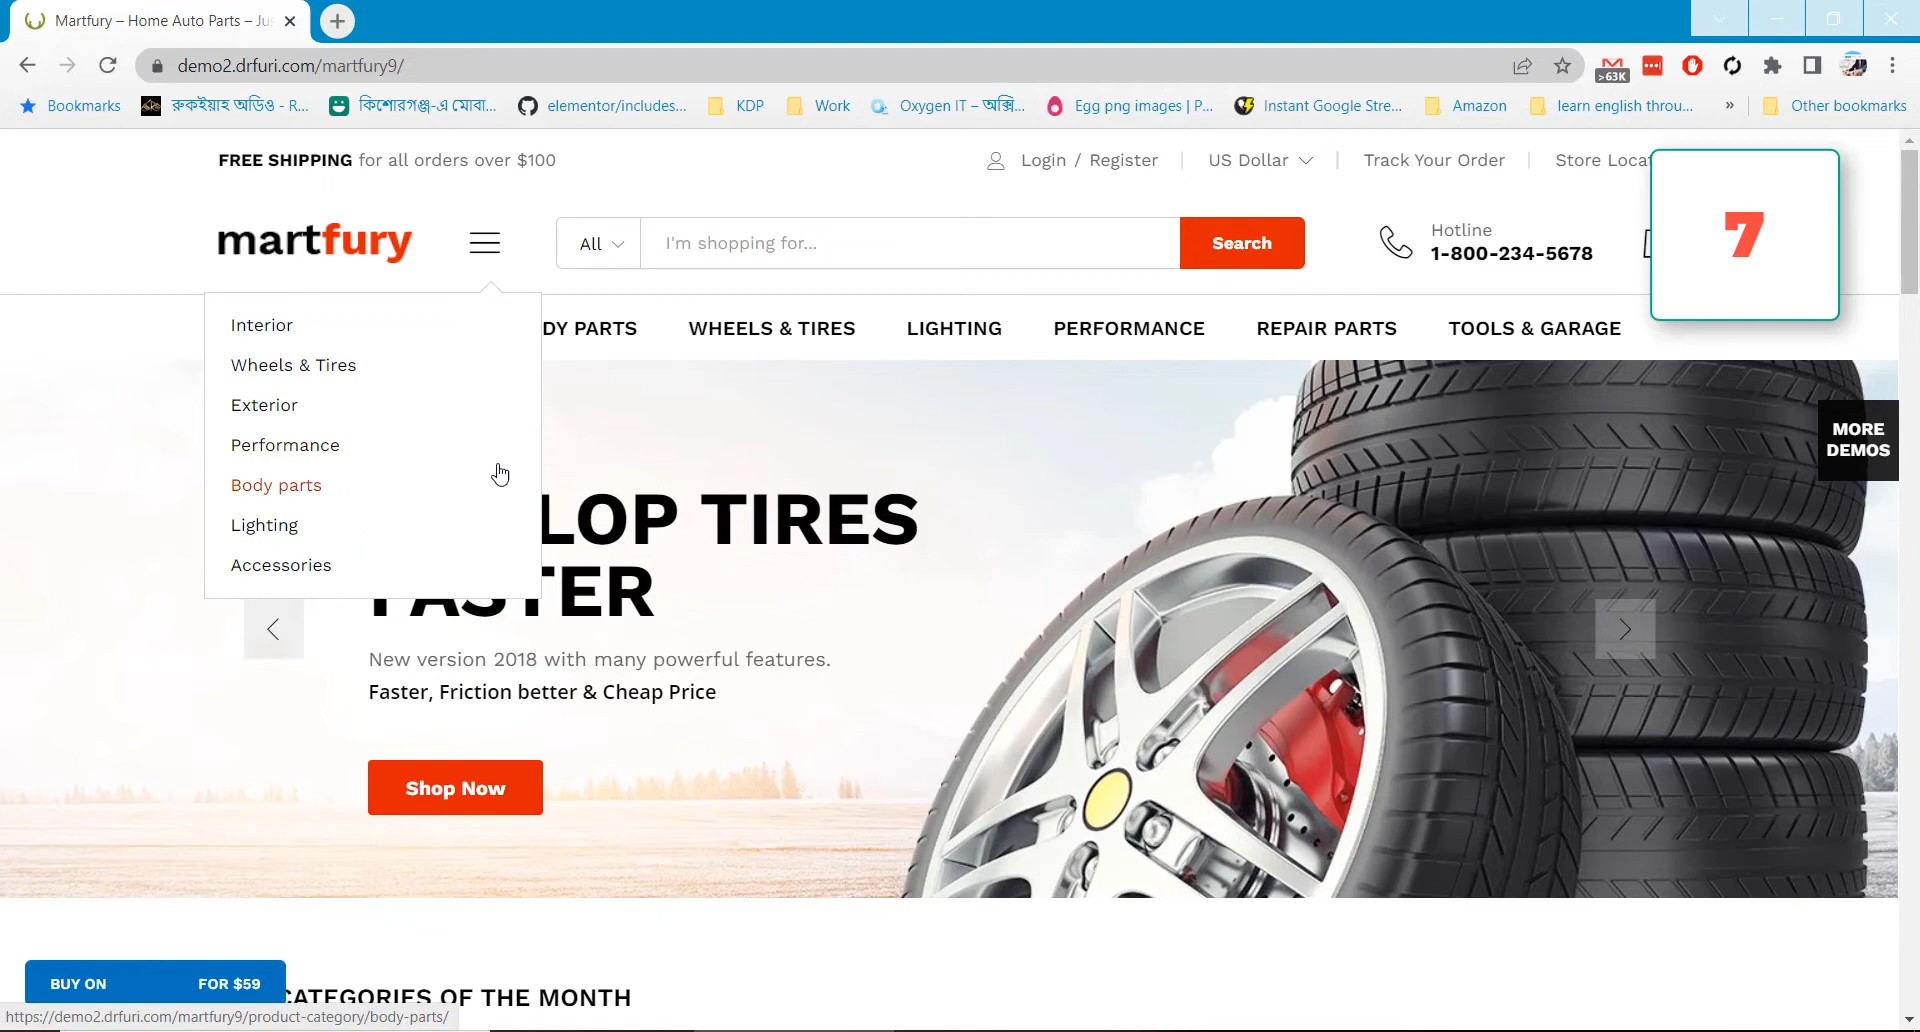 Martfury – Home Auto Parts – Ju
demo2.drfuri.com/martfury9/
>63K
Bookmarks
রুকইয়াহ অডিও - R...
কিশোরগঞ্জ-এ মোবা...
elementor/includes...
KDP
Work
Oxygen IT – অক্সি...
Egg png images | P...
Instant Google Stre...
Amazon
learn english throu...
»
Other bookmarks
FREE SHIPPING for all orders over $100
Login / Register
US Dollar
Track Your Order
Store Loca
martfury
All
I'm shopping for...
Search
Hotline
1-800-234-5678
7
DY PARTS
WHEELS & TIRES
LIGHTING
PERFORMANCE
REPAIR PARTS
TOOLS & GARAGE
Interior
Wheels & Tires
Exterior
Performance
Body parts
Lighting
Accessories
MORE
DEMOS
LOP TIRES
FASTER
New version 2018 with many powerful features.
Faster, Friction better & Cheap Price
Shop Now
BUY ON FOR $59
CATEGORIES OF THE MONTH
https://demo2.drfuri.com/martfury9/product-category/body-parts/